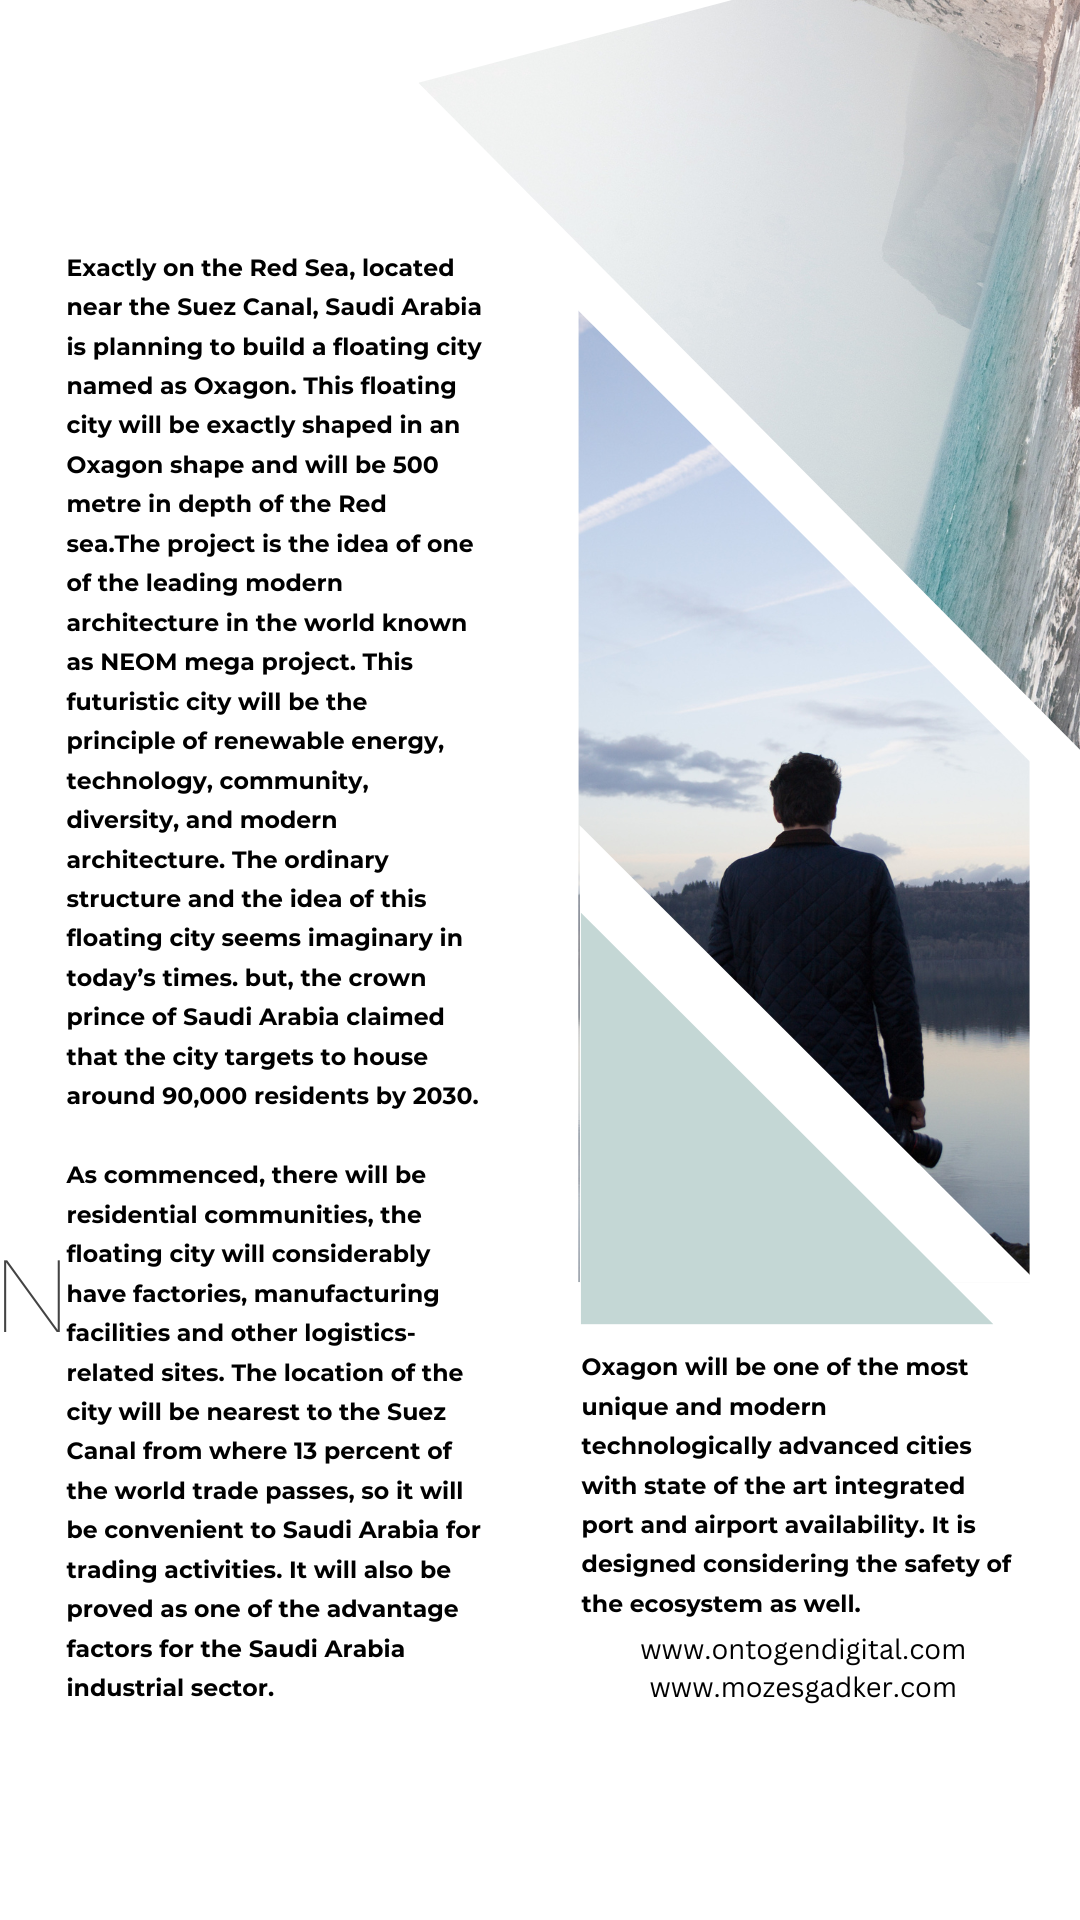 Exactly on the Red Sea, located
near the Suez Canal, Saudi Arabia
is planning to build a floating city
named as Oxagon. This floating
city will be exactly shaped in an
Oxagon shape and will be 500
metre in depth of the Red
sea.The project is the idea of one
of the leading modern
architecture in the world known
as NEOM mega project. This
futuristic city will be the
principle of renewable energy,
technology, community,
diversity, and modern
architecture. The ordinary
structure and the idea of this
floating city seems imaginary in
today’s times. but, the crown
prince of Saudi Arabia claimed
that the city targets to house
around 90,000 residents by 2030.
As commenced, there will be
residential communities, the
floating city will considerably
have factories, manufacturing
facilities and other logistics-
related sites. The location of the
city will be nearest to the Suez
Canal from where 13 percent of
the world trade passes, so it will
be convenient to Saudi Arabia for
trading activities. It will also be
proved as one of the advantage
factors for the Saudi Arabia
industrial sector.
N
Oxagon will be one of the most
unique and modern
technologically advanced cities
with state of the art integrated
port and airport availability. It is
designed considering the safety of
the ecosystem as well.
www.ontogendigital.com
www.mozesgadker.com